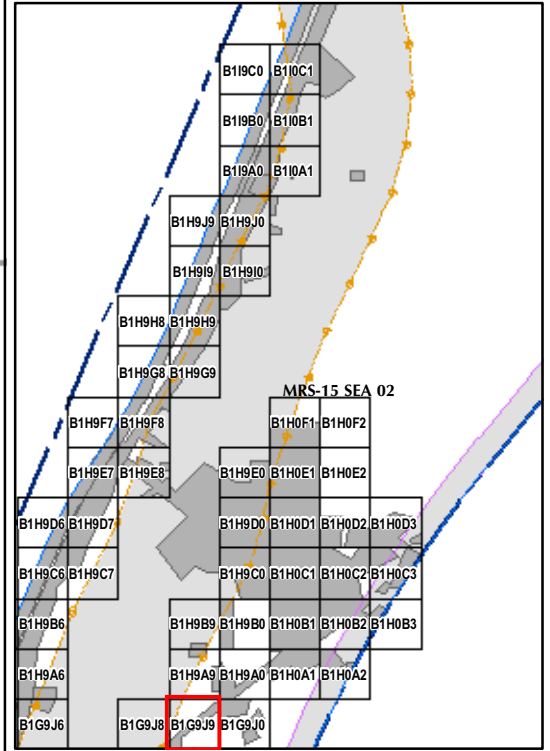 B1I9C0 B1I0C1
B1I9B0 B1I0B1
B1I9A0 B1I0A1
B1H9J9 B1H9J0
B1H9I9 B1H9I0
B1H9H8 B1H9H9
B1H9G8 B1H9G9
MRS-15 SEA 02
B1H9F7 B1H9F8 B1H0F1 B1H0F2
B1H9E7 B1H9E8 B1H9E0 B1H0E1 B1H0E2
B1H9D6 B1H9D7 B1H9D0 B1H0D1 B1H0D2 B1H0D3
B1H9C6 B1H9C7 B1H9C0 B1H0C1 B1H0C2 B1H0C3
B1H9B6 B1H9B9 B1H9B0 B1H0B1 B1H0B2 B1H0B3
B1H9A6 B1H9A9 B1H9A0 B1H0A1 B1H0A2
B1G9J6 B1G9J8 B1G9J9 B1G9J0